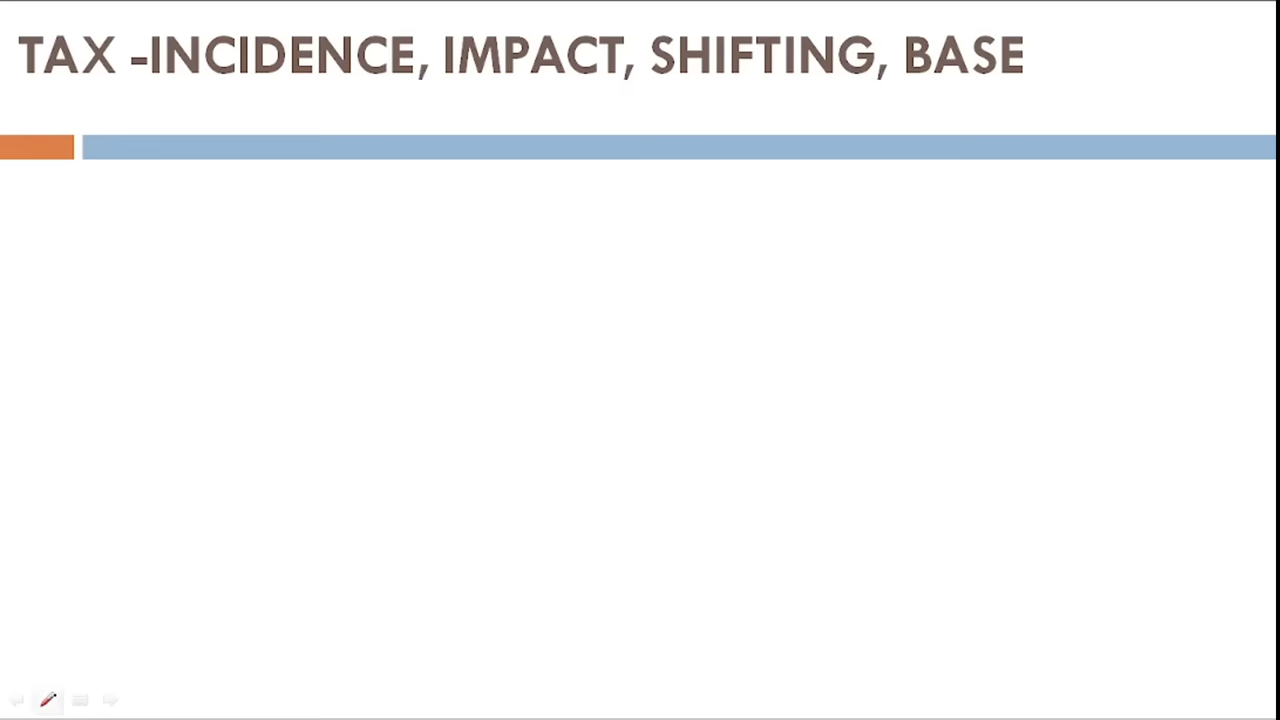 TAX -INCIDENCE, IMPACT, SHIFTING, BASE